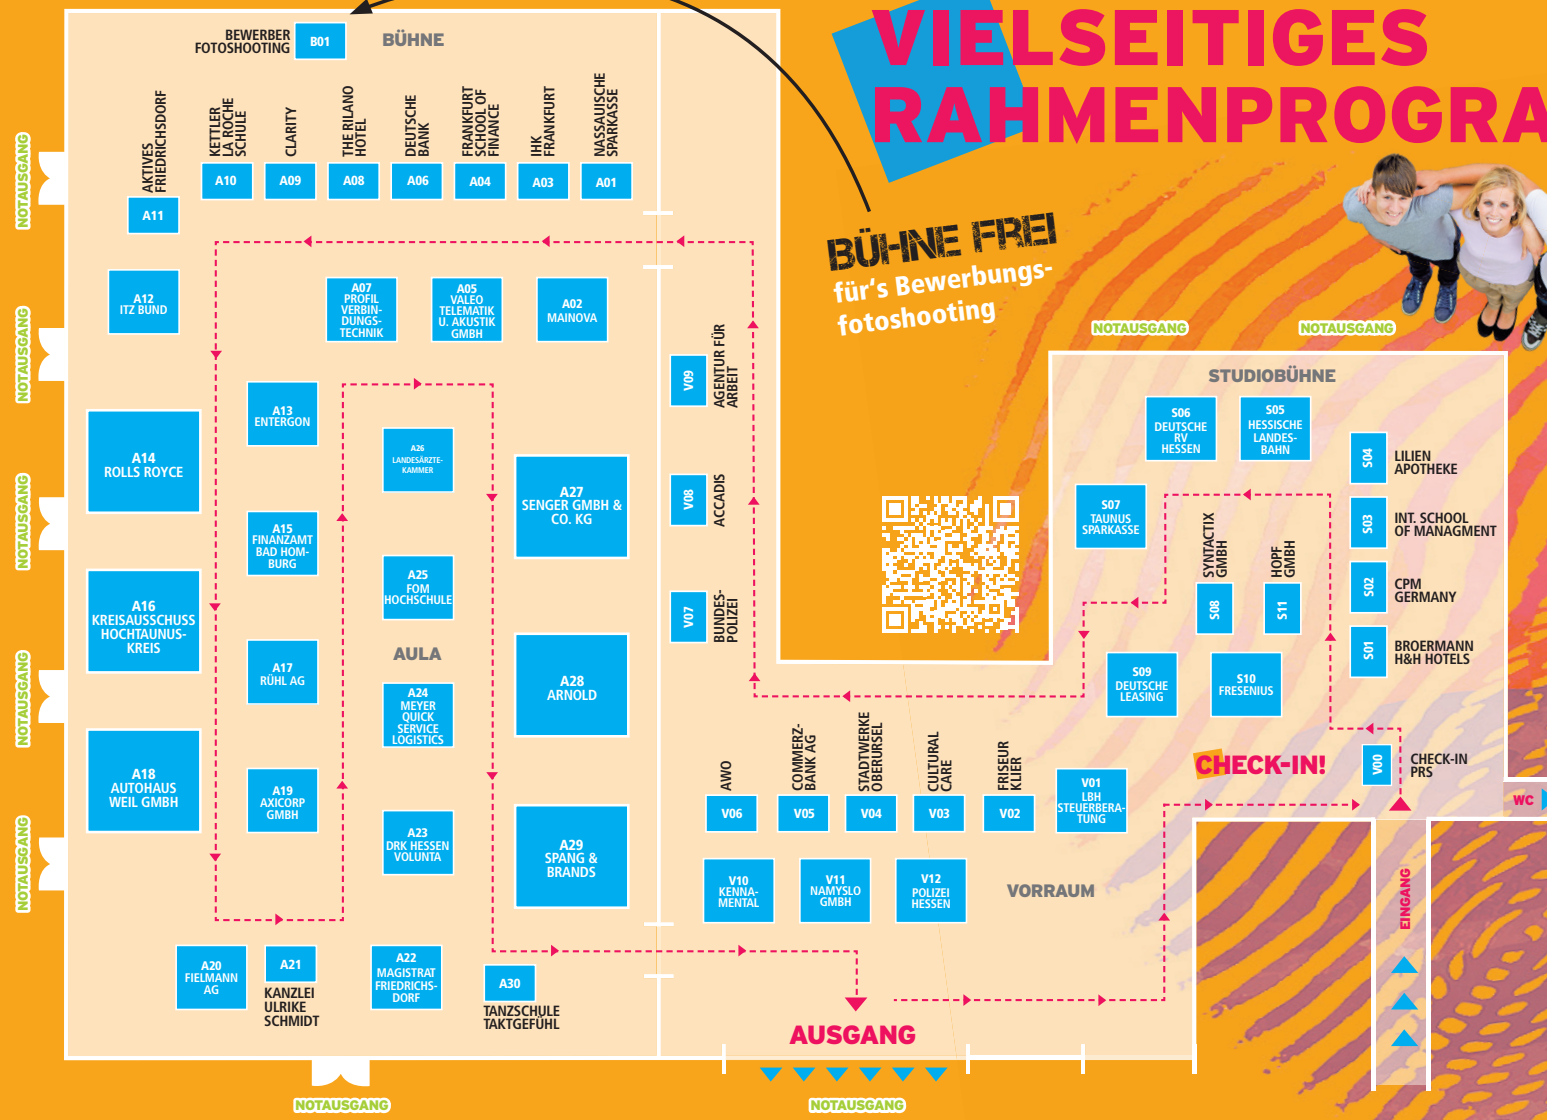 VIELSEITIGES
RAHMENPROGRA
BÜHNE FREI
für's Bewerbungs-
fotoshooting
BEWERBER
FOTOSHOOTING
B01
BÜHNE
AKTIVES
FRIEDRICHSDORF
A11
KETTLER
LA ROCHE
SCHULE
A10
CLARITY
A09
THE RILANO
HOTEL
A08
DEUTSCHE
BANK
A06
FRANKFURT
SCHOOL OF
FINANCE
A04
IHK
FRANKFURT
A03
NASSAUISCHE
SPARKASSE
A01
NOTAUSGANG
NOTAUSGANG
NOTAUSGANG
NOTAUSGANG
NOTAUSGANG
A12
ITZ BUND
A07
PROFIL
VERBIN-
DUNGS-
TECHNIK
A05
VALEO
TELEMATIK
U. AKUSTIK
GMBH
A02
MAINOVA
A13
ENTERGON
A14
ROLLS ROYCE
A26
LANDESÄRZTE-
KAMMER
A27
SENGER GMBH &
CO. KG
A15
FINANZAMT
BAD HOM-
BURG
A25
FOM
HOCHSCHULE
A16
KREISAUSSCHUSS
HOCHTAUNUS-
KREIS
AULA
A17
RÜHL AG
A24
MEYER
QUICK
SERVICE
LOGISTICS
A28
ARNOLD
A18
AUTOHAUS
WEIL GMBH
A19
AXICORP
GMBH
A23
DRK HESSEN
VOLUNTA
A29
SPANG &
BRANDS
A20
FIELMANN
AG
A21
KANZLEI
ULRIKE
SCHMIDT
A22
MAGISTRAT
FRIEDRICHS-
DORF
A30
TANZSCHULE
TAKTGEFÜHL
NOTAUSGANG
V09
AGENTUR FÜR
ARBEIT
V08
ACCADIS
V07
BUNDES-
POLIZEI
NOTAUSGANG
NOTAUSGANG
STUDIOBÜHNE
S06
DEUTSCHE
RV
HESSEN
S05
HESSISCHE
LANDES-
BAHN
S04
LILIEN
APOTHEKE
S07
TAUNUS
SPARKASSE
S03
INT. SCHOOL
OF MANAGMENT
SYNTACTIX
GMBH
S08
HOPF
GMBH
S11
S02
CPM
GERMANY
S01
BROERMANN
H&H HOTELS
S09
DEUTSCHE
LEASING
S10
FRESENIUS
CHECK-IN!
V00
CHECK-IN
PRS
WC
AWO
V06
COMMERZ-
BANK AG
V05
STADTWERKE
OBERURSEL
V04
CULTURAL
CARE
V03
FRISEUR
KLIER
V02
V01
LBH
STEUERBERA-
TUNG
V10
KENNA-
MENTAL
V11
NAMYSLO
GMBH
V12
POLIZEI
HESSEN
VORRAUM
EINGANG
AUSGANG
NOTAUSGANG